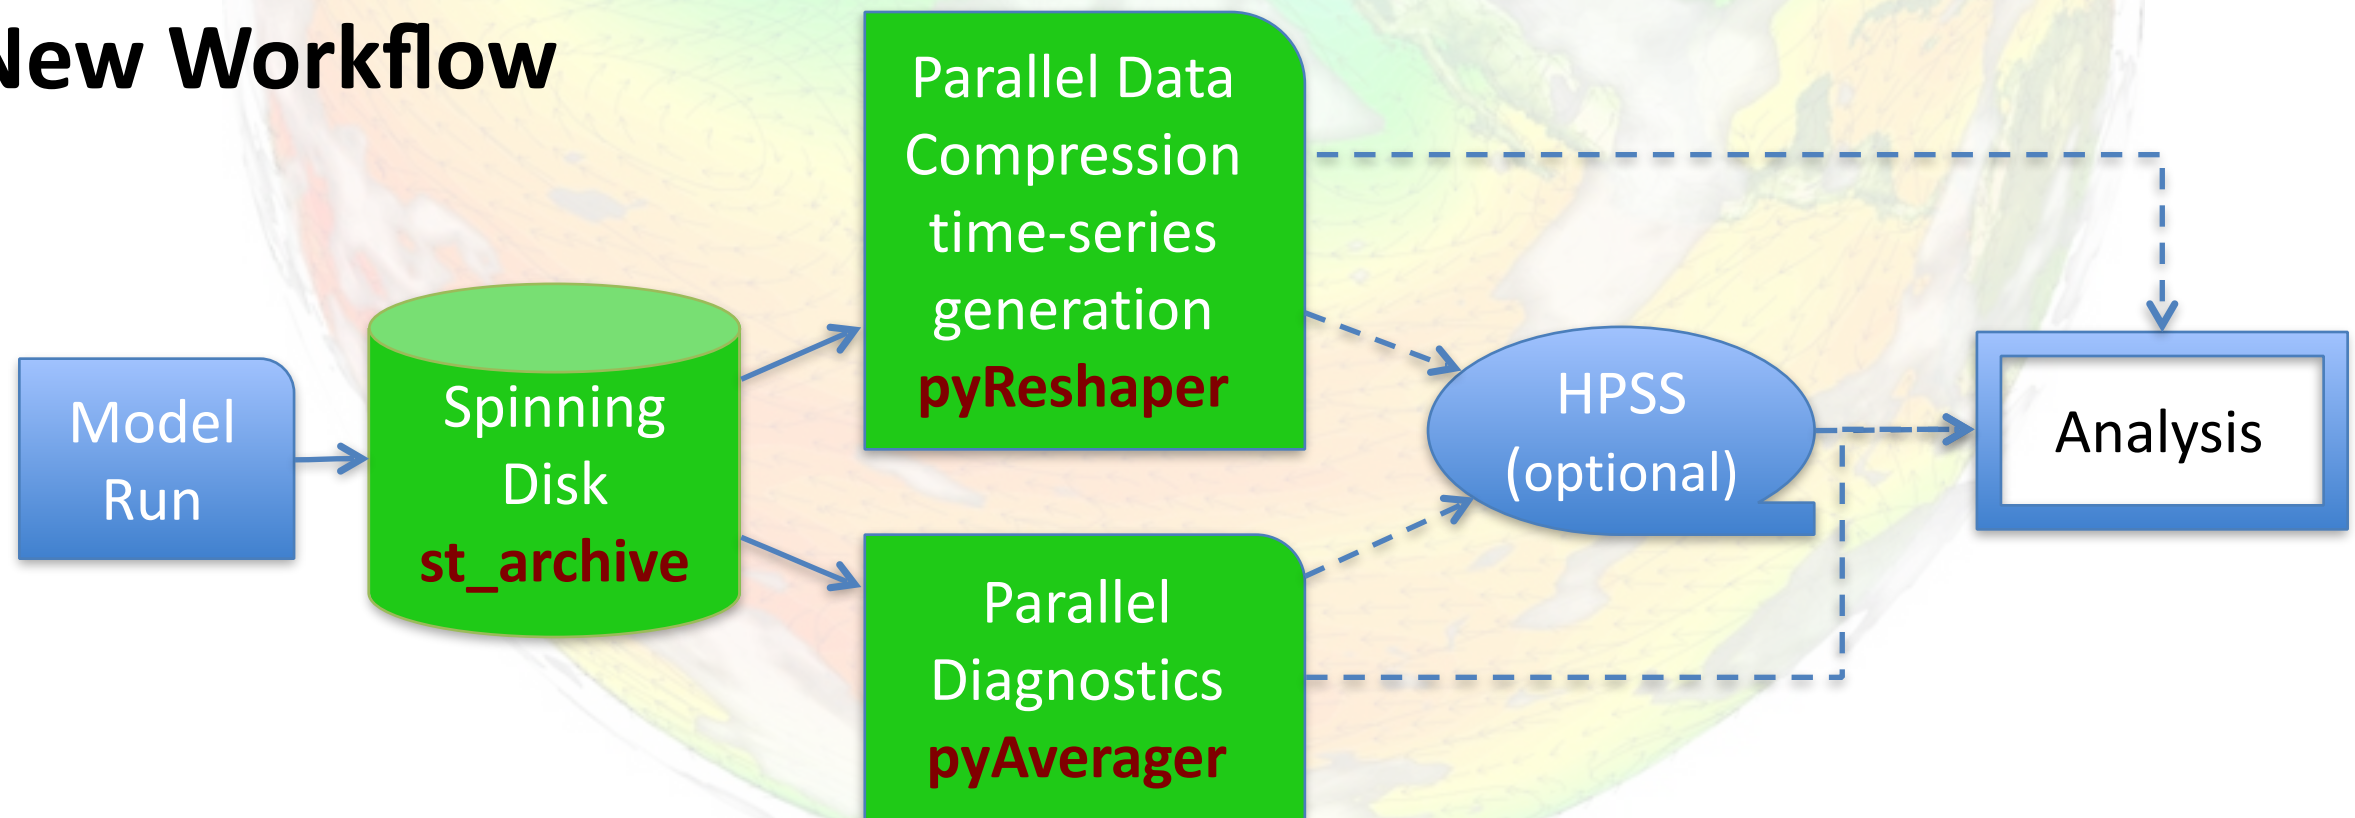 New Workflow
Model
Run
Spinning
Disk
st_archive
Parallel Data
Compression
time-series
generation
pyReshaper
Parallel
Diagnostics
pyAverager
HPSS
(optional)
Analysis